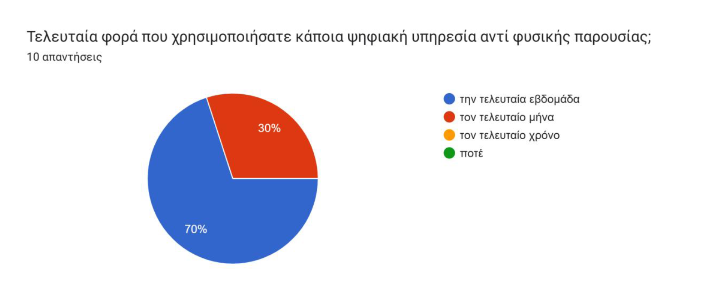 Τελευταία φορά που χρησιμοποιήσατε κάποια ψηφιακή υπηρεσία αντί φυσικής παρουσίας;
10 απαντήσεις
την τελευταία εβδομάδα
τον τελευταίο μήνα
τον τελευταίο χρόνο
ποτέ
30%
70%